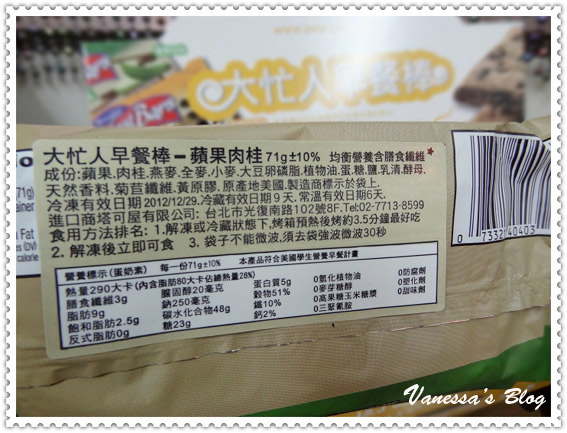 大忙人早餐棒
大忙人早餐棒－蘋果肉桂 71g±10% 均衡營養含膳食纖維★
成份:蘋果.肉桂.燕麥.全麥.小麥.大豆卵磷脂.植物油.蛋.糖.鹽.乳清.酵母.
天然香料.菊苣纖維.黃原膠.原產地美國.製造商標示於袋上.
冷凍有效日期 2012/12/29.冷藏有效日期 9天.常溫有效日期6天.
進口商塔可屋有限公司: 台北市光復南路102號8F.Tel:02-7713-8599
食用方法排名: 1.解凍或冷藏狀態下,烤箱預熱後烤約3.5分鐘最好吃
2. 解凍後立即可食 3. 袋子不能微波,須去袋強波微波30秒
營養標示(蛋奶素) 每一份71g±10% 本產品符合美國學生營養早餐計畫
熱量290大卡(內含脂肪80大卡佔總熱量28%) 蛋白質5g 0氫化植物油 0防腐劑
膳食纖維3g 膽固醇20毫克 穀物51% 0麥芽糖醇 0塑化劑
脂肪9g 鈉250毫克 鐵10% 0高果糖玉米糖漿 0甜味劑
飽和脂肪2.5g 碳水化合物48g 鈣2% 0三聚氰胺
反式脂肪0g 糖23g
71g)
n Fat
0 73321 40403
Vanessa's Blog